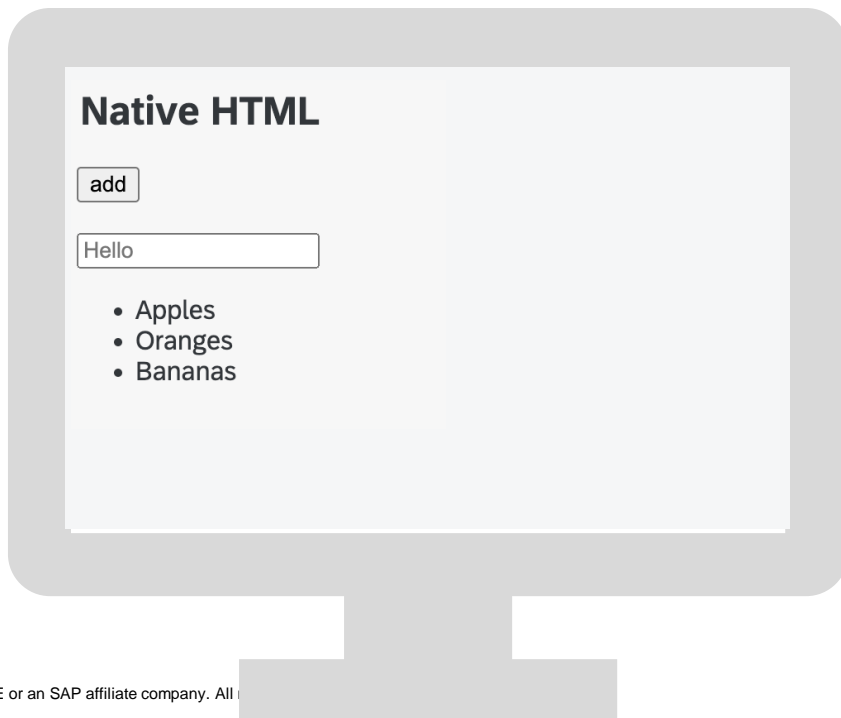 Native HTML
add
Hello
• Apples
• Oranges
• Bananas
E or an SAP affiliate company. All